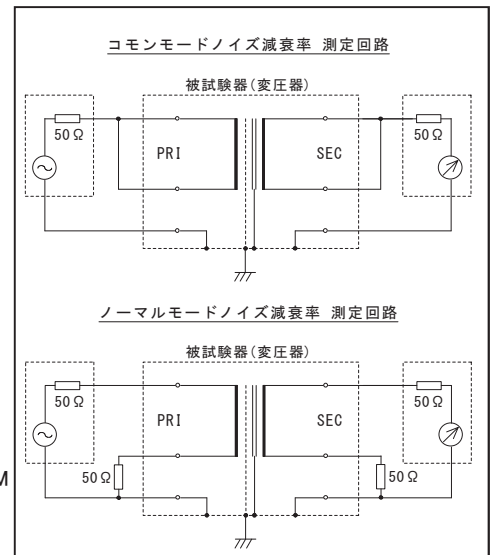 コモンモードノイズ減衰率 測定回路
被試験器(変圧器)
50Ω
PRI
SEC
50Ω
ノーマルモードノイズ減衰率 測定回路
被試験器(変圧器)
50Ω
PRI
SEC
50Ω
50Ω
50Ω
M